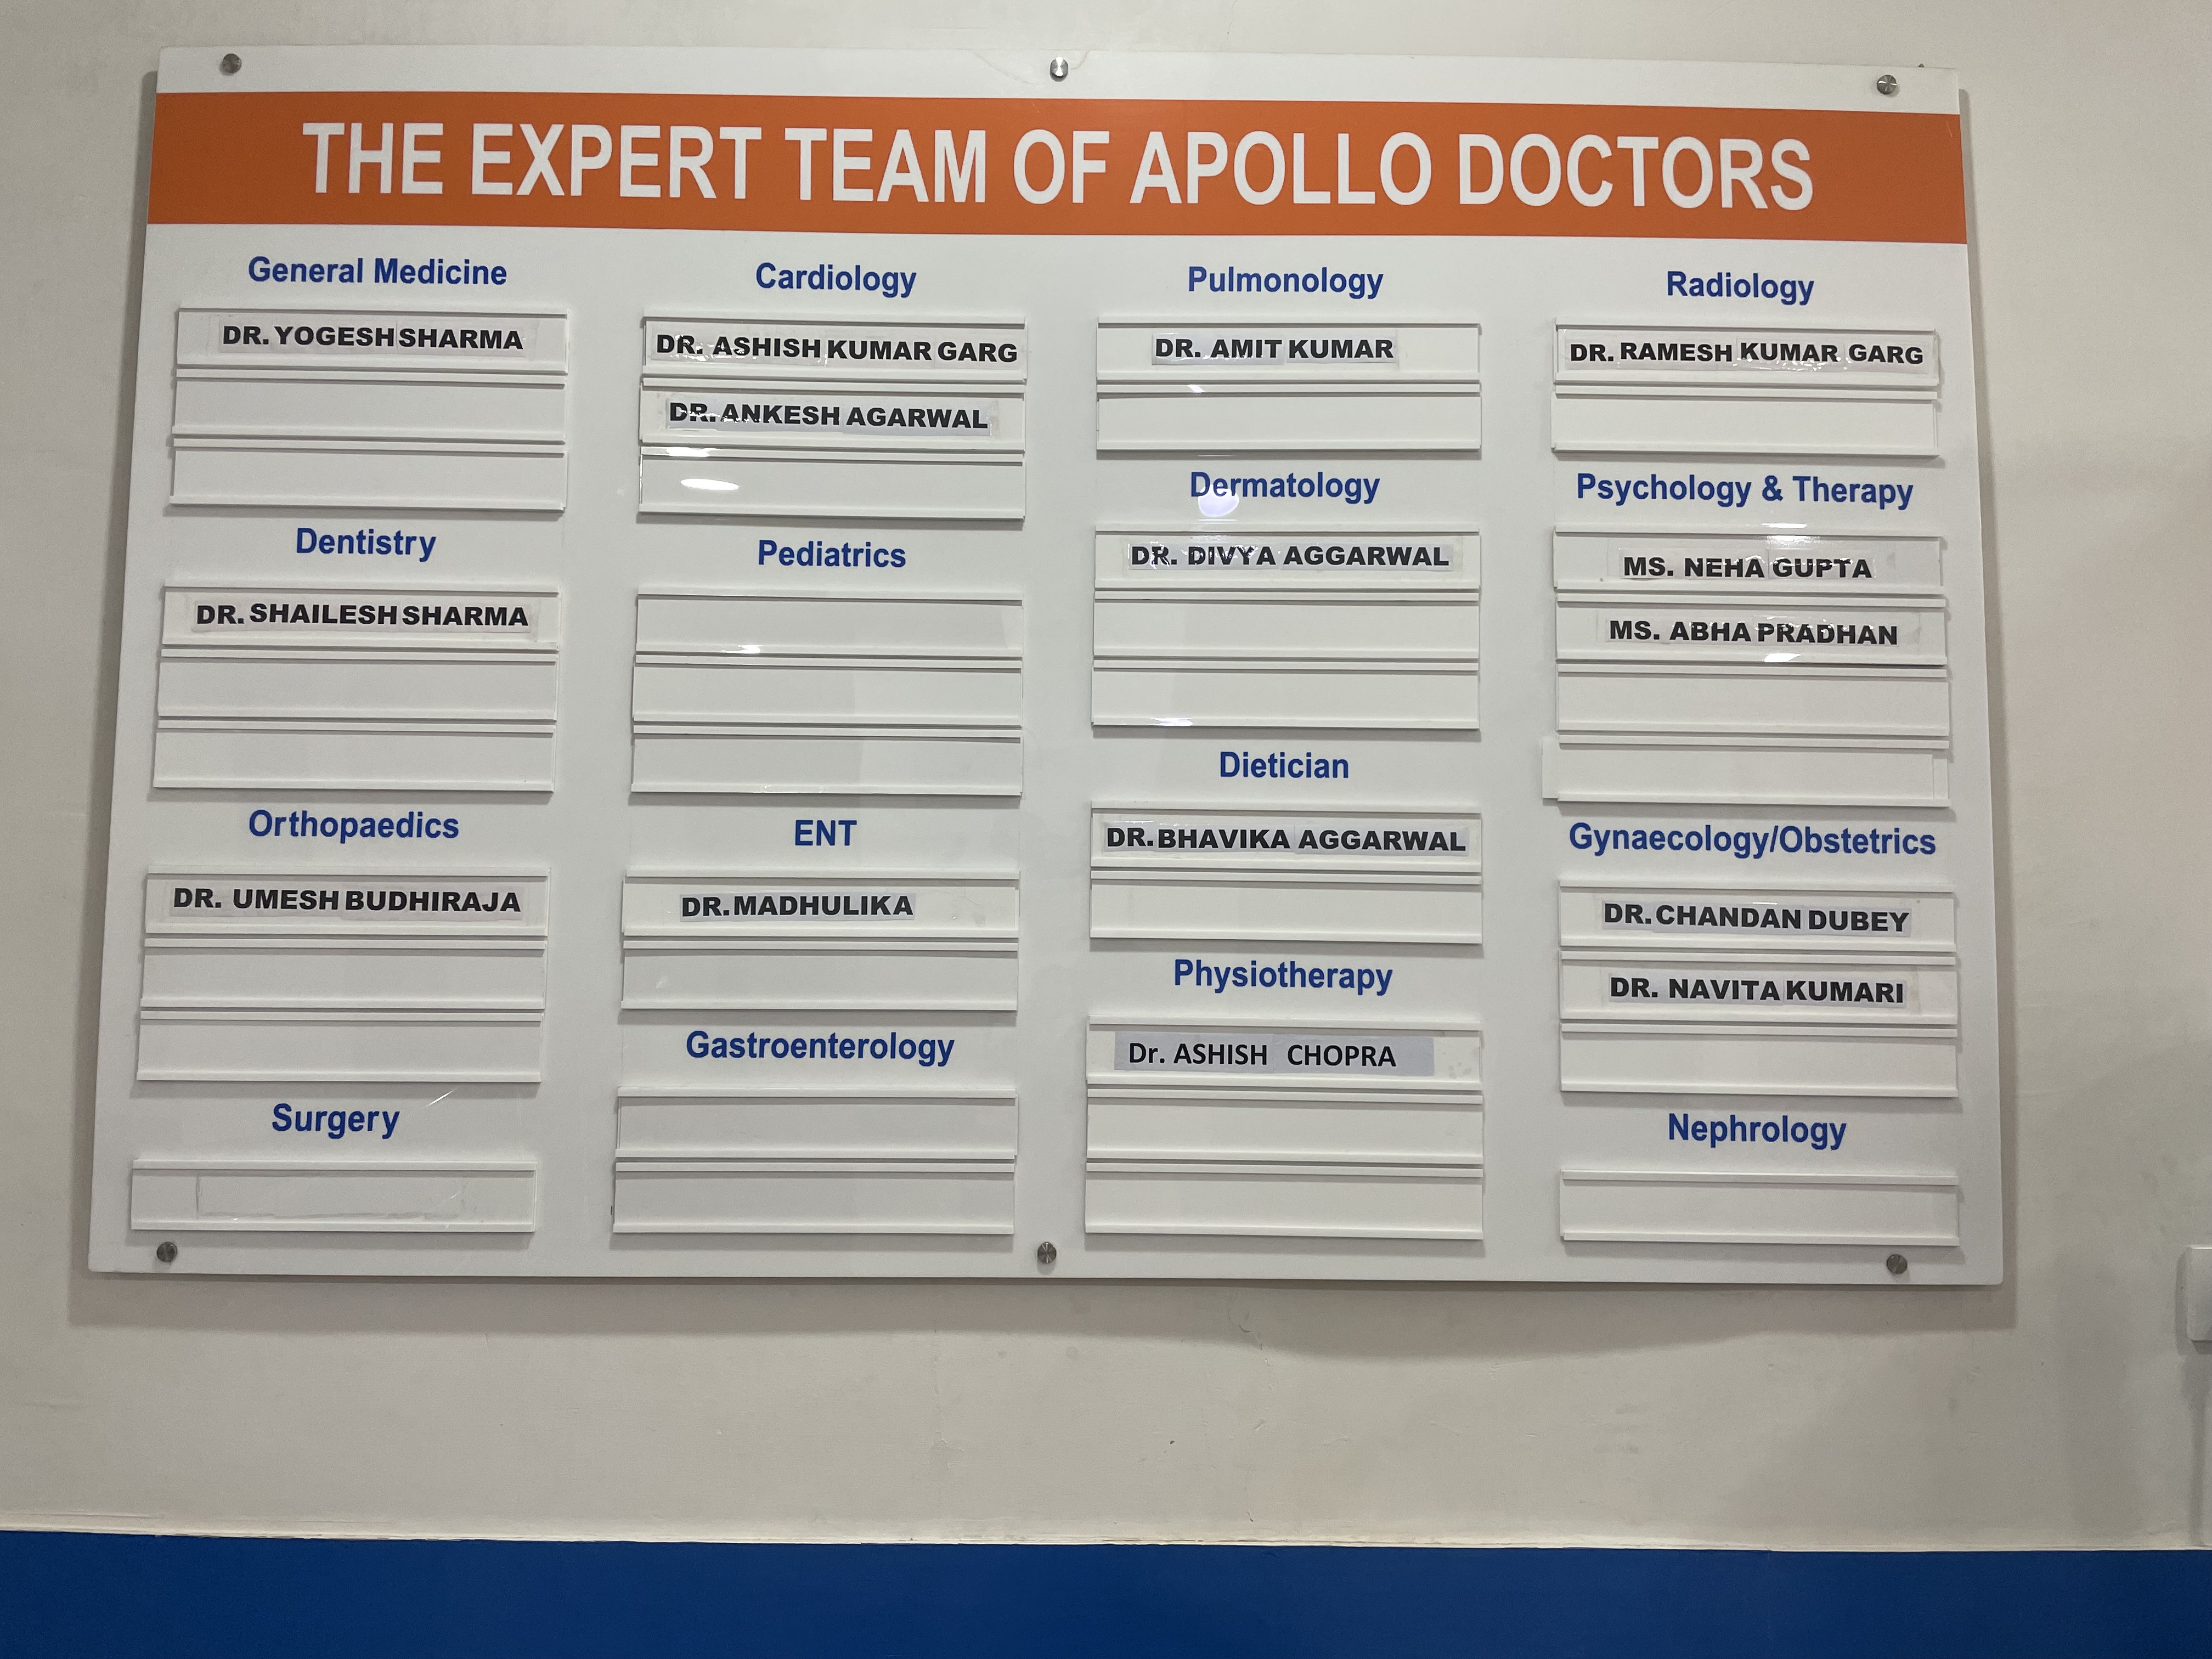 THE EXPERT TEAM OF APOLLO DOCTORS
General Medicine
DR. YOGESH SHARMA
Dentistry
DR. SHAILESH SHARMA
Orthopaedics
DR. UMESH BUDHIRAJA
Surgery
Cardiology
DR. ASHISH KUMAR GARG
DR. ANKESH AGARWAL
Pediatrics
ENT
DR. MADHULIKA
Gastroenterology
Pulmonology
DR. AMIT KUMAR
Dermatology
DR. DIVYA AGGARWAL
Dietician
DR. BHAVIKA AGGARWAL
Physiotherapy
Dr. ASHISH CHOPRA
Radiology
DR. RAMESH KUMAR GARG
Psychology & Therapy
MS. NEHA GUPTA
MS. ABHA PRADHAN
Gynaecology/Obstetrics
DR. CHANDAN DUBEY
DR. NAVITA KUMARI
Nephrology